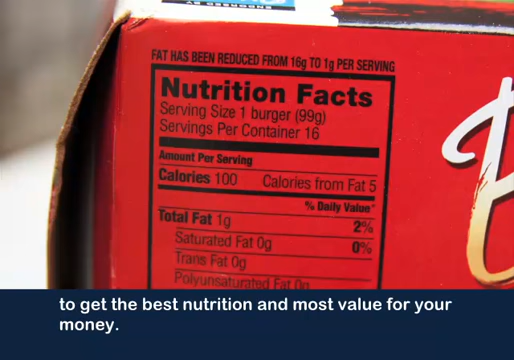 ENDORSED BY
FAT HAS BEEN REDUCED FROM 16g TO 1g PER SERVING
Nutrition Facts
Serving Size 1 burger (99g)
Servings Per Container 16
Amount Per Serving
Calories 100 Calories from Fat 5
% Daily Value*
Total Fat 1g 2%
Saturated Fat 0g 0%
Trans Fat 0g
Polyunsaturated Fat 0g
to get the best nutrition and most value for your
money.